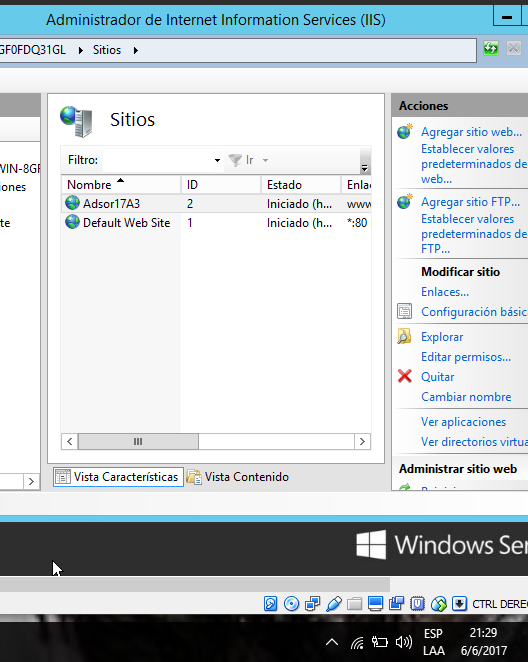 Administrador de Internet Information Services (IIS)
GF0FDQ31GL ▸ Sitios ▸
WIN-8GF
iones
te
Sitios
Filtro: Ir
Nombre ID Estado Enlac
Adsor17A3 2 Iniciado (h... www
Default Web Site 1 Iniciado (h... *:80
Vista Características Vista Contenido
Acciones
Agregar sitio web...
Establecer valores
predeterminados de
web...
Agregar sitio FTP...
Establecer valores
predeterminados de
FTP...
Modificar sitio
Enlaces...
Configuración básic
Explorar
Editar permisos...
Quitar
Cambiar nombre
Ver aplicaciones
Ver directorios virtua
Administrar sitio web
Windows Ser
CTRL DEREC
ESP 21:29
LAA 6/6/2017